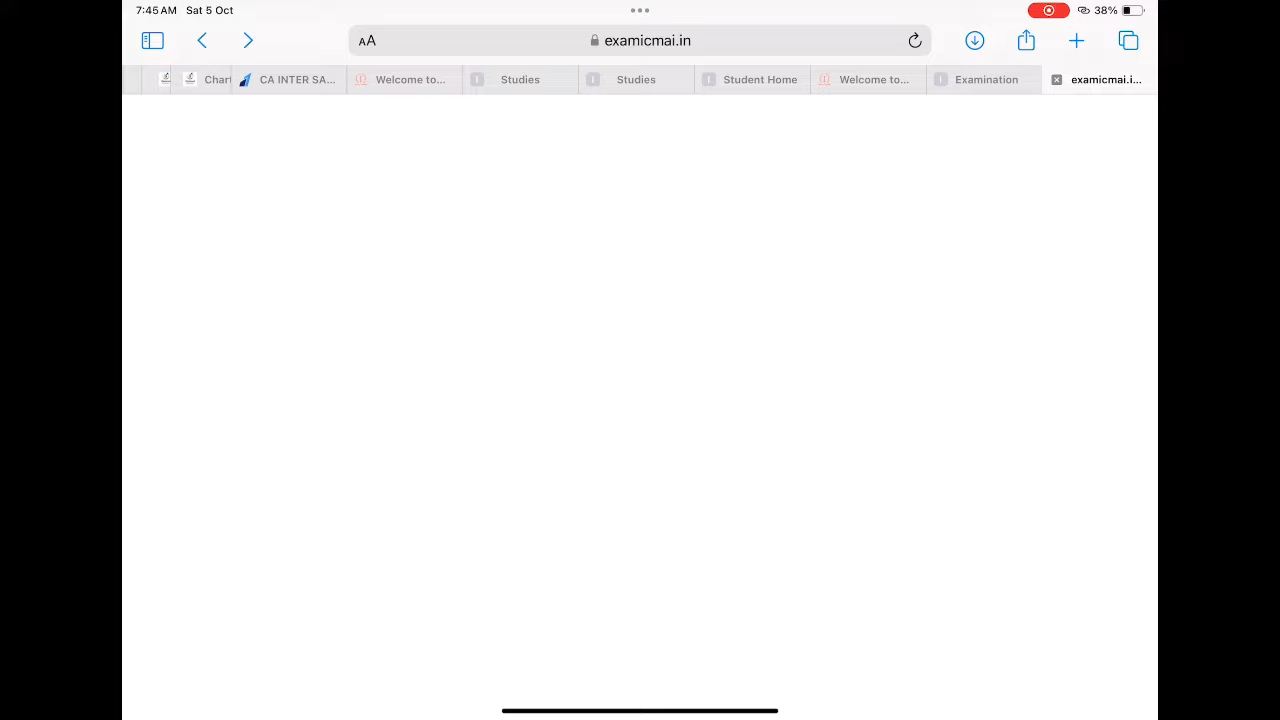 7:45 AM Sat 5 Oct
38%
AA
examicmai.in
Chart
CA INTER SA...
Welcome to...
Studies
Studies
Student Home
Welcome to...
Examination
examicmai.i...